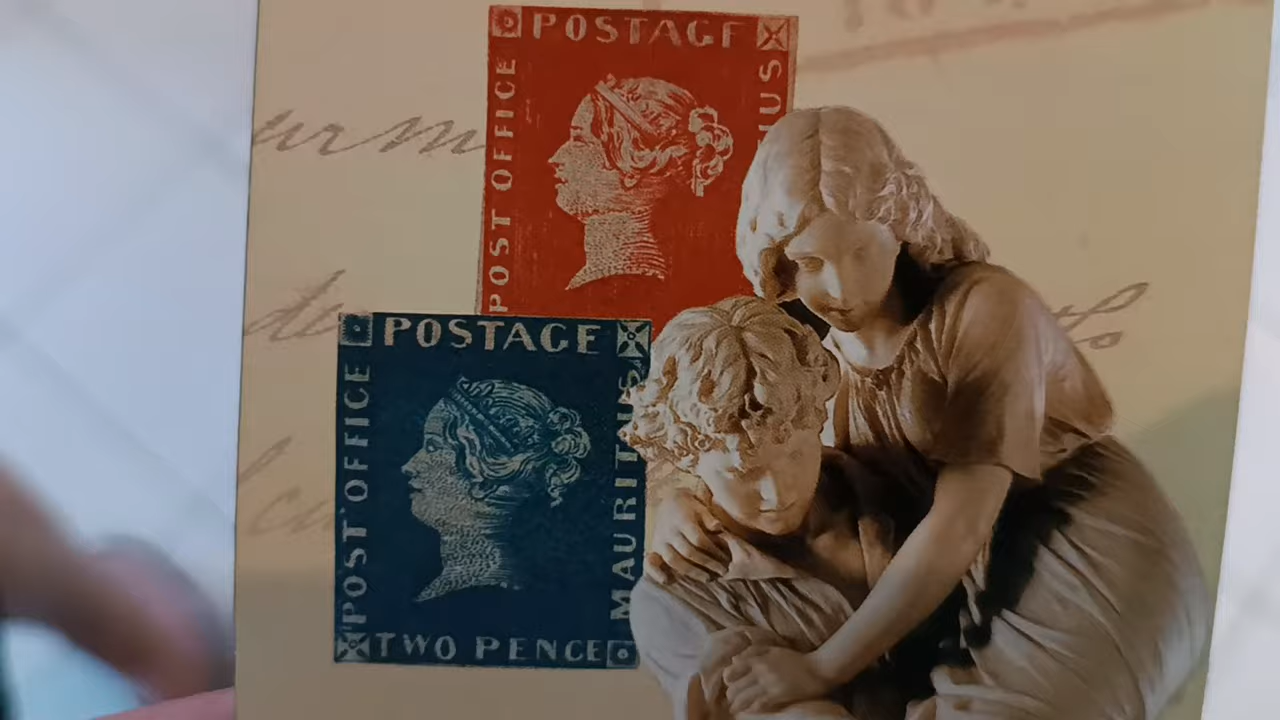 POSTAGE
POST OFFICE
POSTAGE
POST OFFICE
MAURITIUS
TWO PENCE